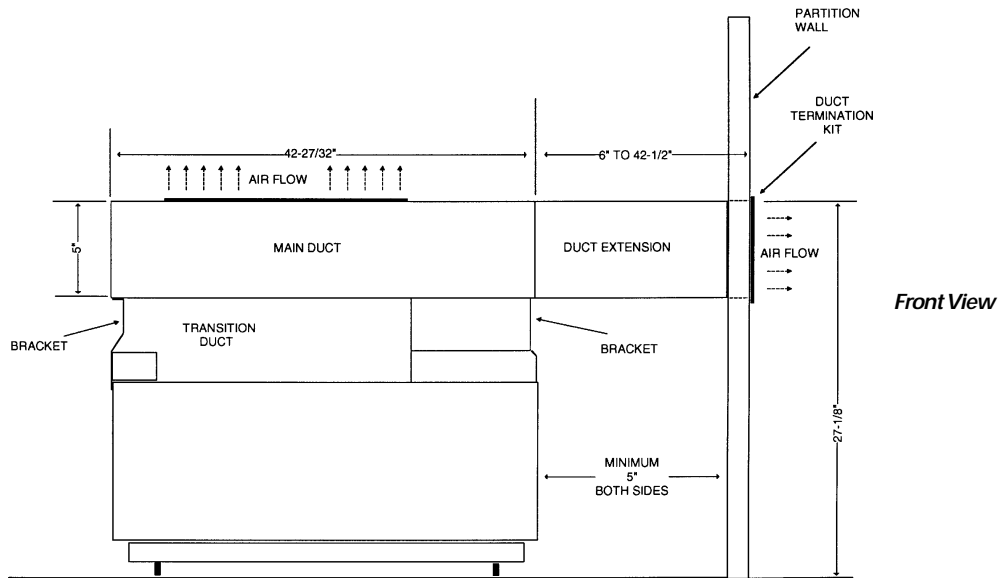 PARTITION
WALL
DUCT
TERMINATION
KIT
42-27/32"
6" TO 42-1/2"
AIR FLOW
5"
MAIN DUCT
DUCT EXTENSION
AIR FLOW
Front View
BRACKET
TRANSITION
DUCT
BRACKET
27-1/8"
MINIMUM
5"
BOTH SIDES